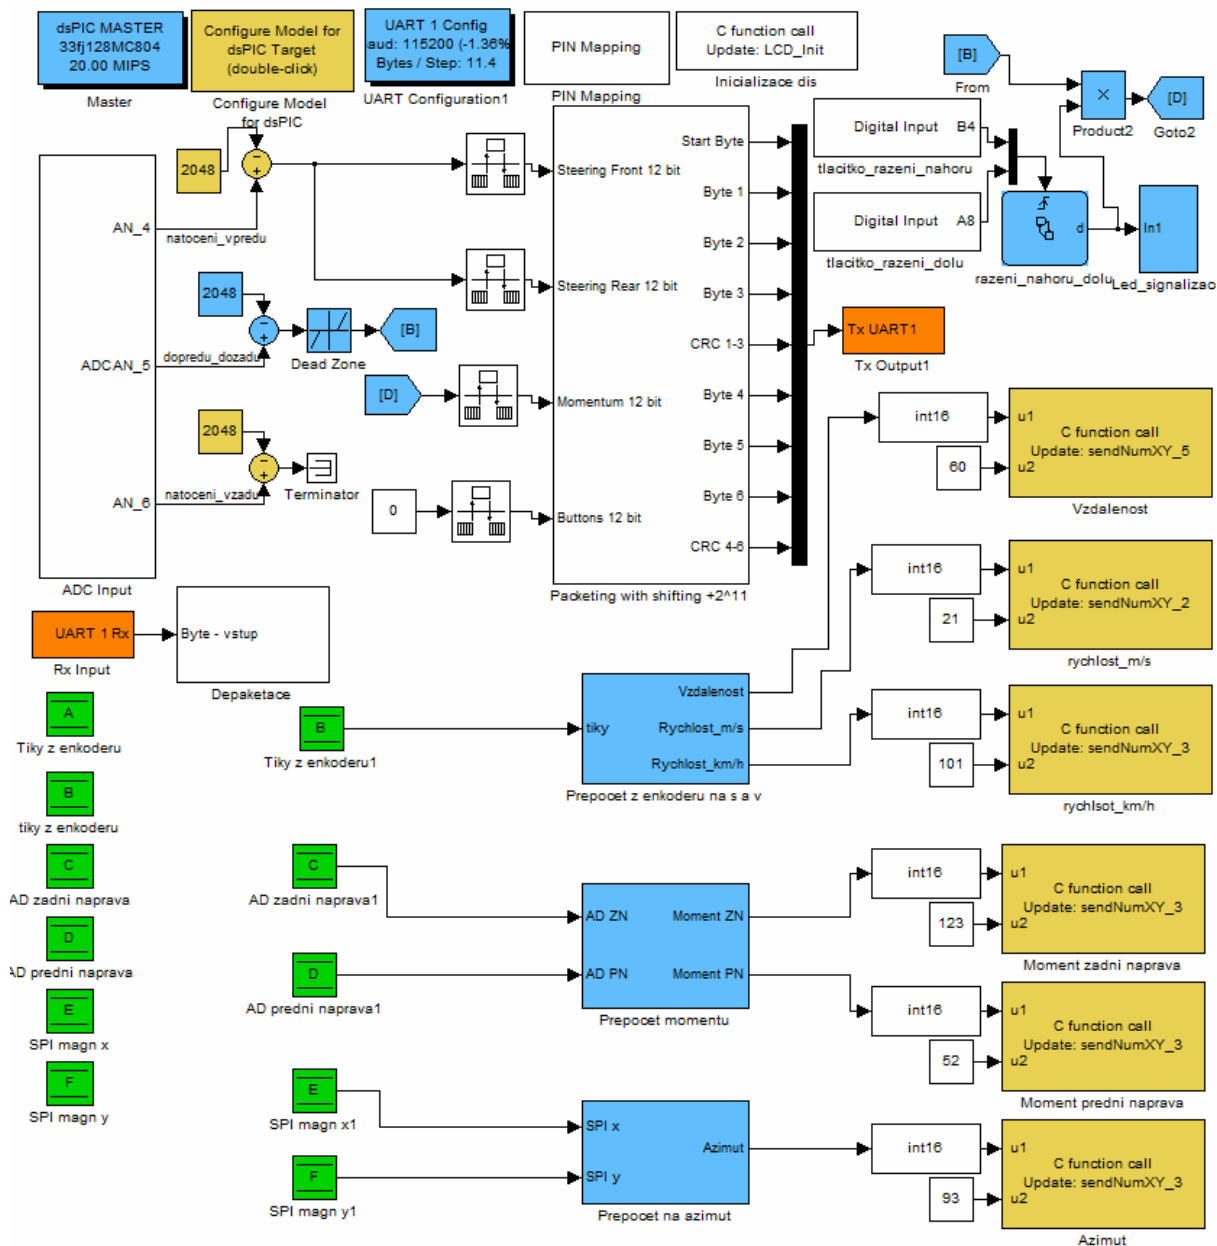 dsPIC MASTER
33fj128MC804
20.00 MIPS
Master
Configure Model for
dsPIC Target
(double-click)
Configure Model
for dsPIC
UART 1 Config
aud: 115200 (-1.36%
Bytes / Step: 11.4
UART Configuration1
PIN Mapping
PIN Mapping
C function call
Update: LCD_Init
Inicializace dis
[B]
From
×
Product2
[D]
Goto2
Digital Input
B4
tlacitko_razeni_nahoru
Digital Input
A8
tlacitko_razeni_dolu
d
razeni_nahoru_dolu
In1
Led_signalizao
2048
AN_4
natoceni_vpredu
2048
ADC
AN_5
dopredu_dozadu
Dead Zone
[B]
2048
AN_6
natoceni_vzadu
Terminator
ADC Input
[D]
0
Steering Front 12 bit
Steering Rear 12 bit
Momentum 12 bit
Buttons 12 bit
Start Byte
Byte 1
Byte 2
Byte 3
CRC 1-3
Byte 4
Byte 5
Byte 6
CRC 4-6
Packeting with shifting +2^11
Tx UART1
Tx Output1
UART 1 Rx
Rx Input
Byte - vstup
Depaketace
int16
60
u1
u2
C function call
Update: sendNumXY_5
Vzdalenost
int16
21
u1
u2
C function call
Update: sendNumXY_2
rychlost_m/s
int16
101
u1
u2
C function call
Update: sendNumXY_3
rychlsot_km/h
A
Tiky z enkoderu
B
tiky z enkoderu
C
AD zadni naprava
D
AD predni naprava
E
SPI magn x
F
SPI magn y
B
Tiky z enkoderu1
tiky
Vzdalenost
Rychlost_m/s
Rychlost_km/h
Prepocet z enkoderu na s a v
C
AD zadni naprava1
D
AD predni naprava1
AD ZN
AD PN
Moment ZN
Moment PN
Prepocet momentu
int16
123
u1
u2
C function call
Update: sendNumXY_3
Moment zadni naprava
int16
52
u1
u2
C function call
Update: sendNumXY_3
Moment predni naprava
E
SPI magn x1
F
SPI magn y1
SPI x
SPI y
Azimut
Prepocet na azimut
int16
93
u1
u2
C function call
Update: sendNumXY_3
Azimut